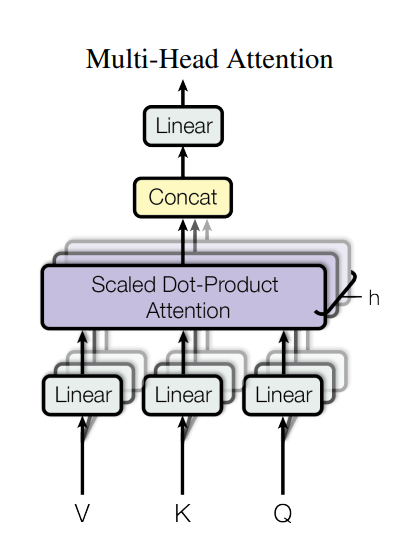 Multi-Head Attention
Linear
Concat
Scaled Dot-Product
Attention
h
Linear Linear Linear
V K Q